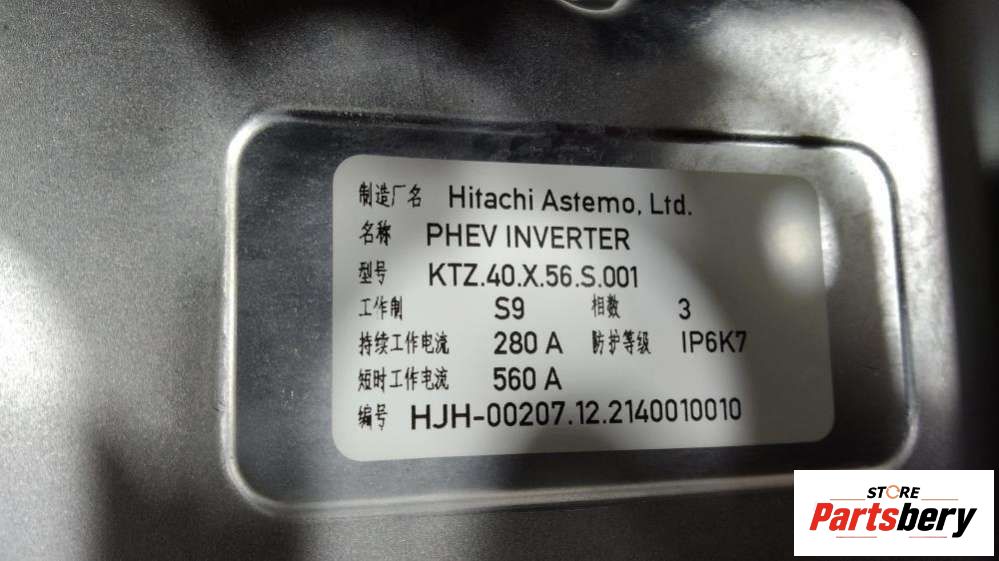 制造厂名 Hitachi Astemo, Ltd.
名称 PHEV INVERTER
型号 KTZ.40.X.56.S.001
工作制 S9 相数 3
持续工作电流 280 A 防护等级 IP6K7
短时工作电流 560 A
编号 HJH-00207.12.2140010010
STORE
Partsbery